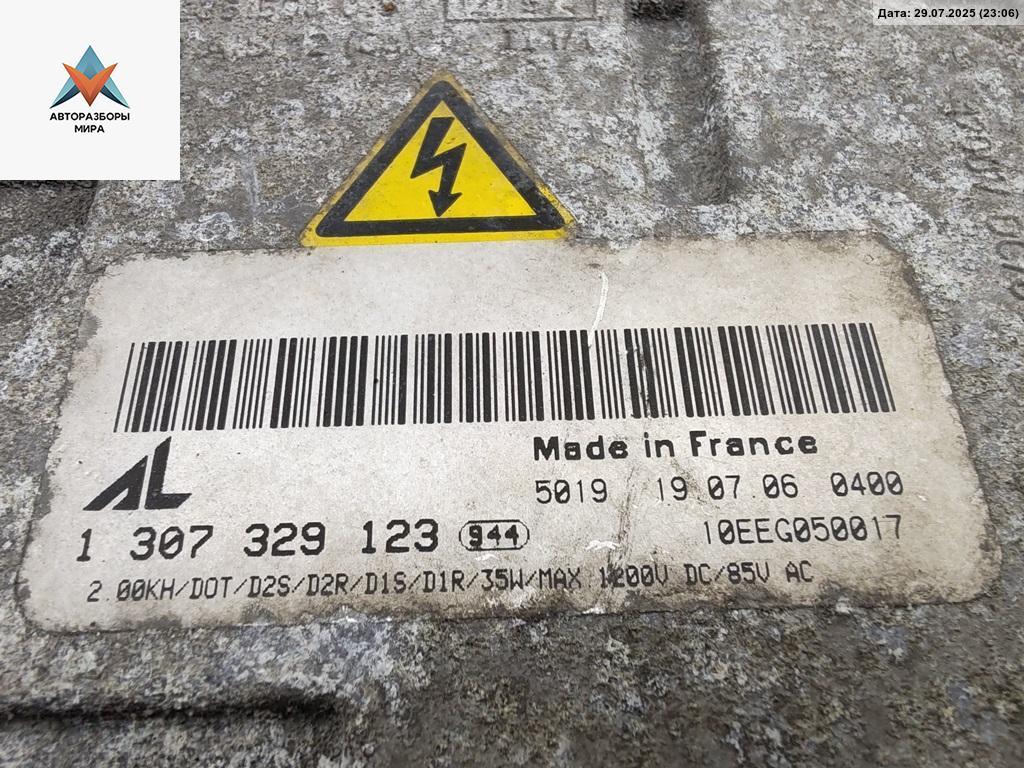 Дата: 29.07.2025 (23:06)
АВТОРАЗБОРЫ
МИРА
Made in France
AL
5019 19.07.06 0400
1 307 329 123 944
10EEG050017
2.00KH/DOT/D2S/D2R/D1S/D1R/35W/MAX 1200V DC/85V AC